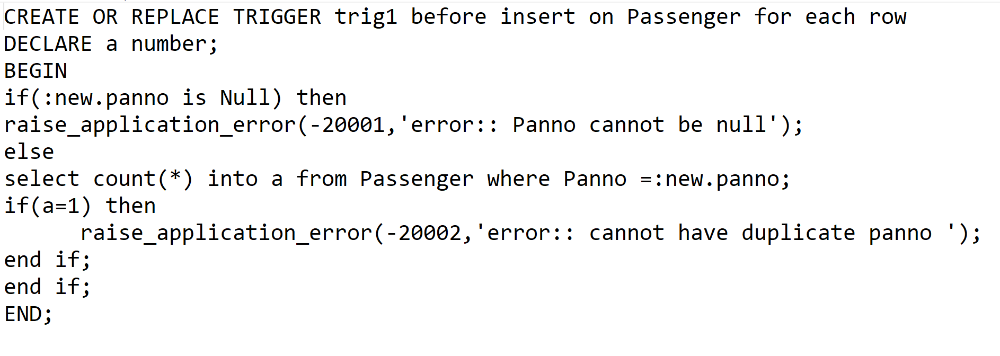 CREATE OR REPLACE TRIGGER trig1 before insert on Passenger for each row
DECLARE a number;
BEGIN
if(:new.panno is Null) then
raise_application_error(-20001,'error:: Panno cannot be null');
else
select count(*) into a from Passenger where Panno =:new.panno;
if(a=1) then
      raise_application_error(-20002,'error:: cannot have duplicate panno ');
end if;
end if;
END;